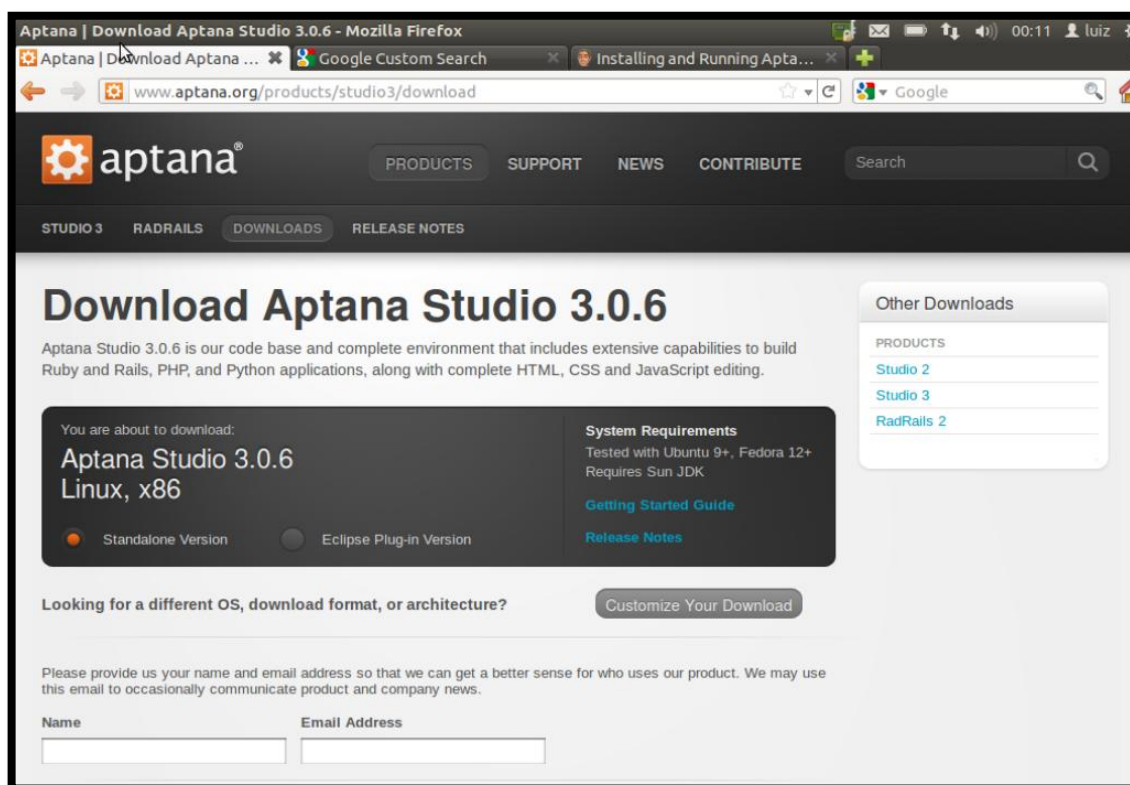 Aptana | Download Aptana Studio 3.0.6 - Mozilla Firefox
00:11 luiz
Aptana | Download Aptana ...
Google Custom Search
Installing and Running Apta...
www.aptana.org/products/studio3/download
Google
aptana®
PRODUCTS SUPPORT NEWS CONTRIBUTE
Search
STUDIO 3 RADRAILS DOWNLOADS RELEASE NOTES
Download Aptana Studio 3.0.6
Aptana Studio 3.0.6 is our code base and complete environment that includes extensive capabilities to build
Ruby and Rails, PHP, and Python applications, along with complete HTML, CSS and JavaScript editing.
You are about to download:
Aptana Studio 3.0.6
Linux, x86
Standalone Version
Eclipse Plug-in Version
System Requirements
Tested with Ubuntu 9+, Fedora 12+
Requires Sun JDK
Getting Started Guide
Release Notes
Looking for a different OS, download format, or architecture?
Customize Your Download
Please provide us your name and email address so that we can get a better sense for who uses our product. We may use
this email to occasionally communicate product and company news.
Name
Email Address
Other Downloads
PRODUCTS
Studio 2
Studio 3
RadRails 2